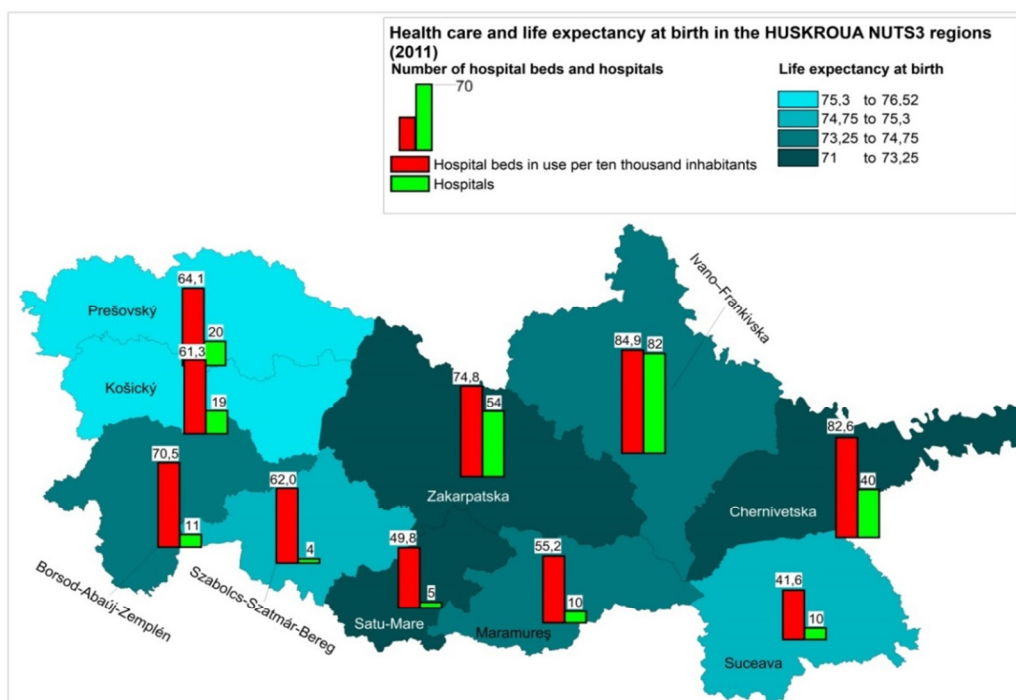 Health care and life expectancy at birth in the HUSKROUA NUTS3 regions
(2011)
Number of hospital beds and hospitals
70
Hospital beds in use per ten thousand inhabitants
Hospitals
Life expectancy at birth
75,3 to 76,52
74,75 to 75,3
73,25 to 74,75
71 to 73,25
Ivano-Frankivska
64,1
Prešovský
20
61,3
Košický
19
84,9
82
74,8
54
82,6
40
70,5
11
62,0
4
Zakarpatska
Chernivetska
49,8
5
55,2
10
41,6
10
Borsod-Abaúj-Zemplén
Szabolcs-Szatmár-Bereg
Satu-Mare
Maramureş
Suceava